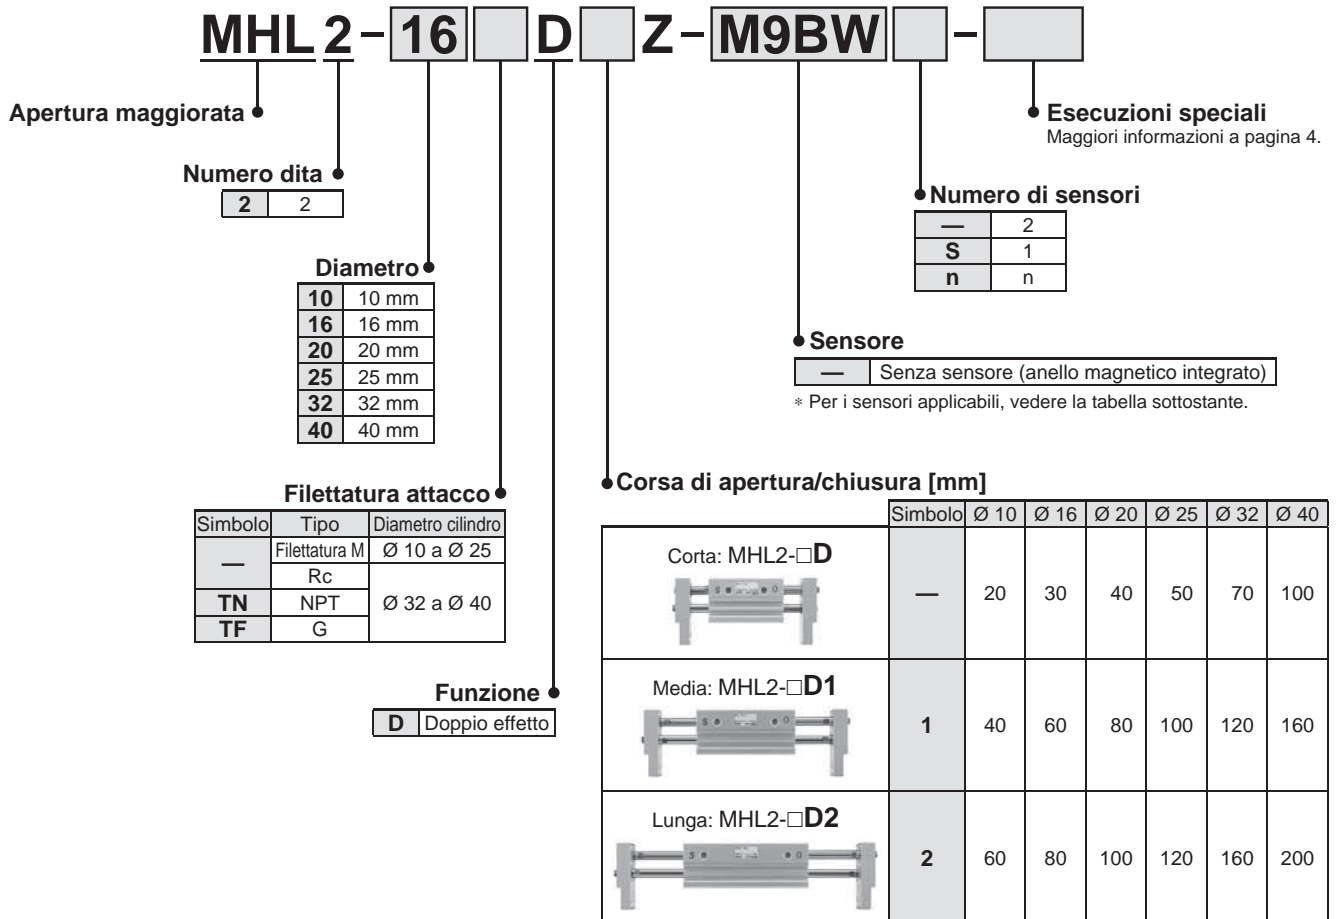 MHL 2 – 16 D Z – M9BW –
Apertura maggiorata
Esecuzioni speciali
Maggiori informazioni a pagina 4.
Numero dita
2 2
Numero di sensori
— 2
S 1
n n
Diametro
10 10 mm
16 16 mm
20 20 mm
25 25 mm
32 32 mm
40 40 mm
Sensore
— Senza sensore (anello magnetico integrato)
* Per i sensori applicabili, vedere la tabella sottostante.
Filettatura attacco
Simbolo Tipo Diametro cilindro
— Filettatura M Ø 10 a Ø 25
Rc
TN NPT Ø 32 a Ø 40
TF G
Funzione
D Doppio effetto
Corsa di apertura/chiusura [mm]
Simbolo Ø 10 Ø 16 Ø 20 Ø 25 Ø 32 Ø 40
Corta: MHL2-□D
— 20 30 40 50 70 100
Media: MHL2-□D1
1 40 60 80 100 120 160
Lunga: MHL2-□D2
2 60 80 100 120 160 200